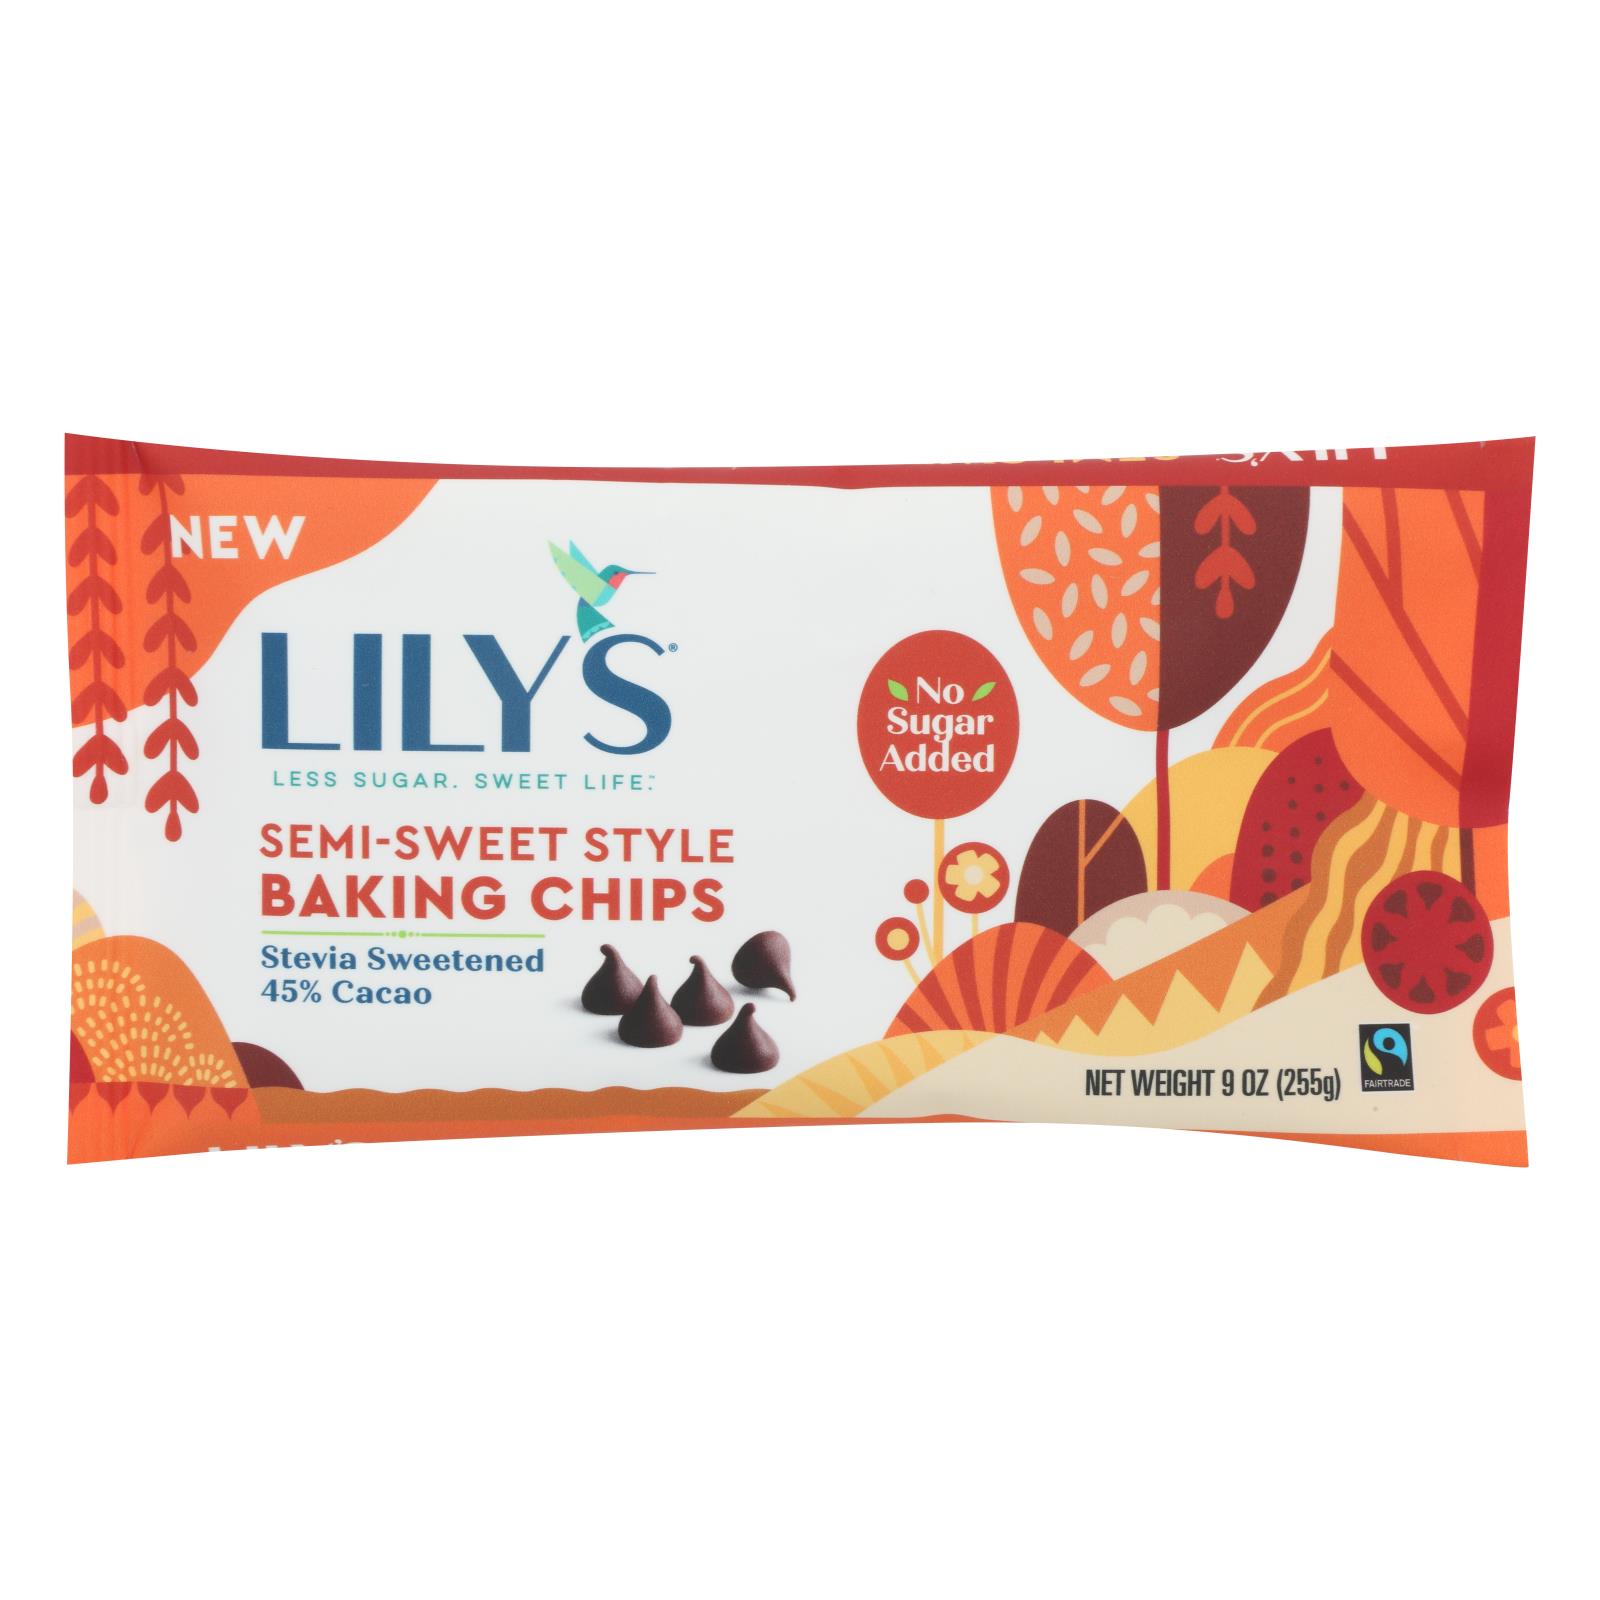 NEW
LILY'S®
LESS SUGAR. SWEET LIFE.™
SEMI-SWEET STYLE
BAKING CHIPS
Stevia Sweetened
45% Cacao
No
Sugar
Added
NET WEIGHT 9 OZ (255g)
FAIRTRADE